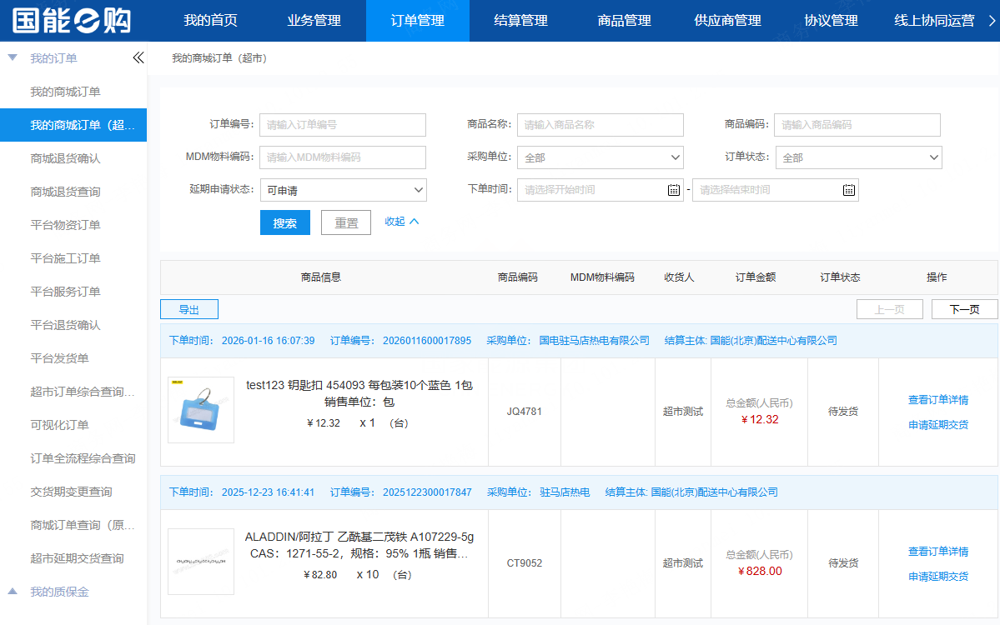 国能e购 我的首页 业务管理 订单管理 结算管理 商品管理 供应商管理 协议管理 线上协同运营
我的订单
我的商城订单
我的商城订单（超...
商城退货确认
商城退货查询
平台物资订单
平台施工订单
平台服务订单
平台退货确认
平台发货单
超市订单综合查询...
可视化订单
订单全流程综合查询
交货期变更查询
商城订单查询（原...
超市延期交货查询
我的质保金
我的商城订单（超市）
订单编号： 请输入订单编号 商品名称： 请输入商品名称 商品编码： 请输入商品编码
MDM物料编码： 请输入MDM物料编码 采购单位： 全部 订单状态： 全部
延期申请状态： 可申请 下单时间： 请选择开始时间 - 请选择结束时间
搜索 重置 收起
商品信息 商品编码 MDM物料编码 收货人 订单金额 订单状态 操作
导出 上一页 下一页
下单时间： 2026-01-16 16:07:39 订单编号： 2026011600017895 采购单位： 国电驻马店热电有限公司 结算主体: 国能(北京)配送中心有限公司
test123 钥匙扣 454093 每包装10个蓝色 1包
销售单位：包
￥12.32 x 1 （台）
JQ4781
超市测试
总金额(人民币)
￥12.32
待发货
查看订单详情
申请延期交货
下单时间： 2025-12-23 16:41:41 订单编号： 2025122300017847 采购单位： 驻马店热电 结算主体: 国能(北京)配送中心有限公司
ALADDIN/阿拉丁 乙酰基二茂铁 A107229-5g
CAS：1271-55-2，规格：95% 1瓶 销售...
￥82.80 x 10 （台）
CT9052
超市测试
总金额(人民币)
￥828.00
待发货
查看订单详情
申请延期交货